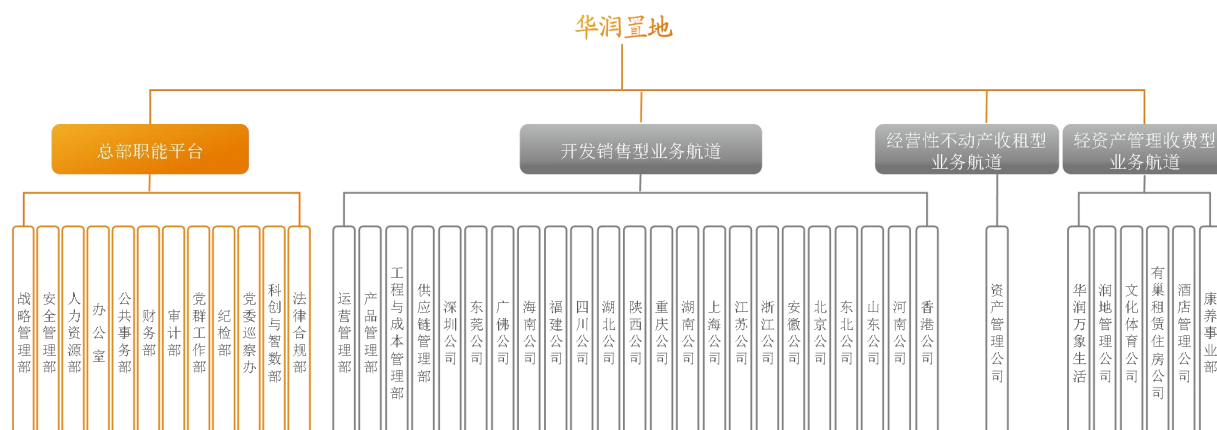 华润置地
总部职能平台
开发销售型业务航道
经营性不动产收租型
业务航道
轻资产管理收费型
业务航道
战略管理部
安全管理部
人力资源部
办公室
公共事务部
财务部
审计部
党群工作部
纪检部
党委巡察办
科创与智数部
法律合规部
运营管理部
产品管理部
工程与成本管理部
供应链管理部
深圳公司
东莞公司
广佛公司
海南公司
福建公司
四川公司
湖北公司
陕西公司
重庆公司
湖南公司
上海公司
江苏公司
浙江公司
安徽公司
北京公司
东北公司
山东公司
河南公司
香港公司
资产管理公司
华润万象生活
润地管理公司
文化体育公司
有巢租赁住房公司
酒店管理公司
康养事业部